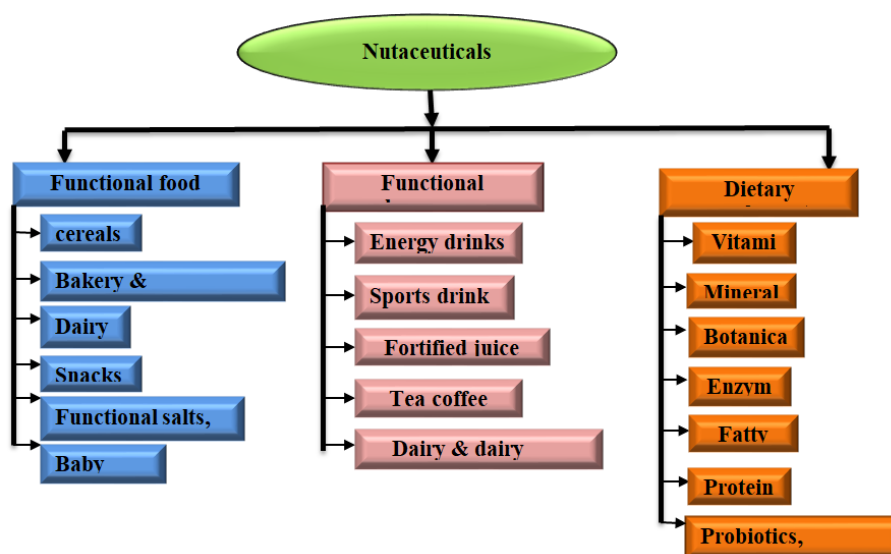 Nutaceuticals
Functional food
cereals
Bakery &
Dairy
Snacks
Functional salts,
Baby
Functional
Energy drinks
Sports drink
Fortified juice
Tea coffee
Dairy & dairy
Dietary
Vitami
Mineral
Botanica
Enzym
Fatty
Protein
Probiotics,